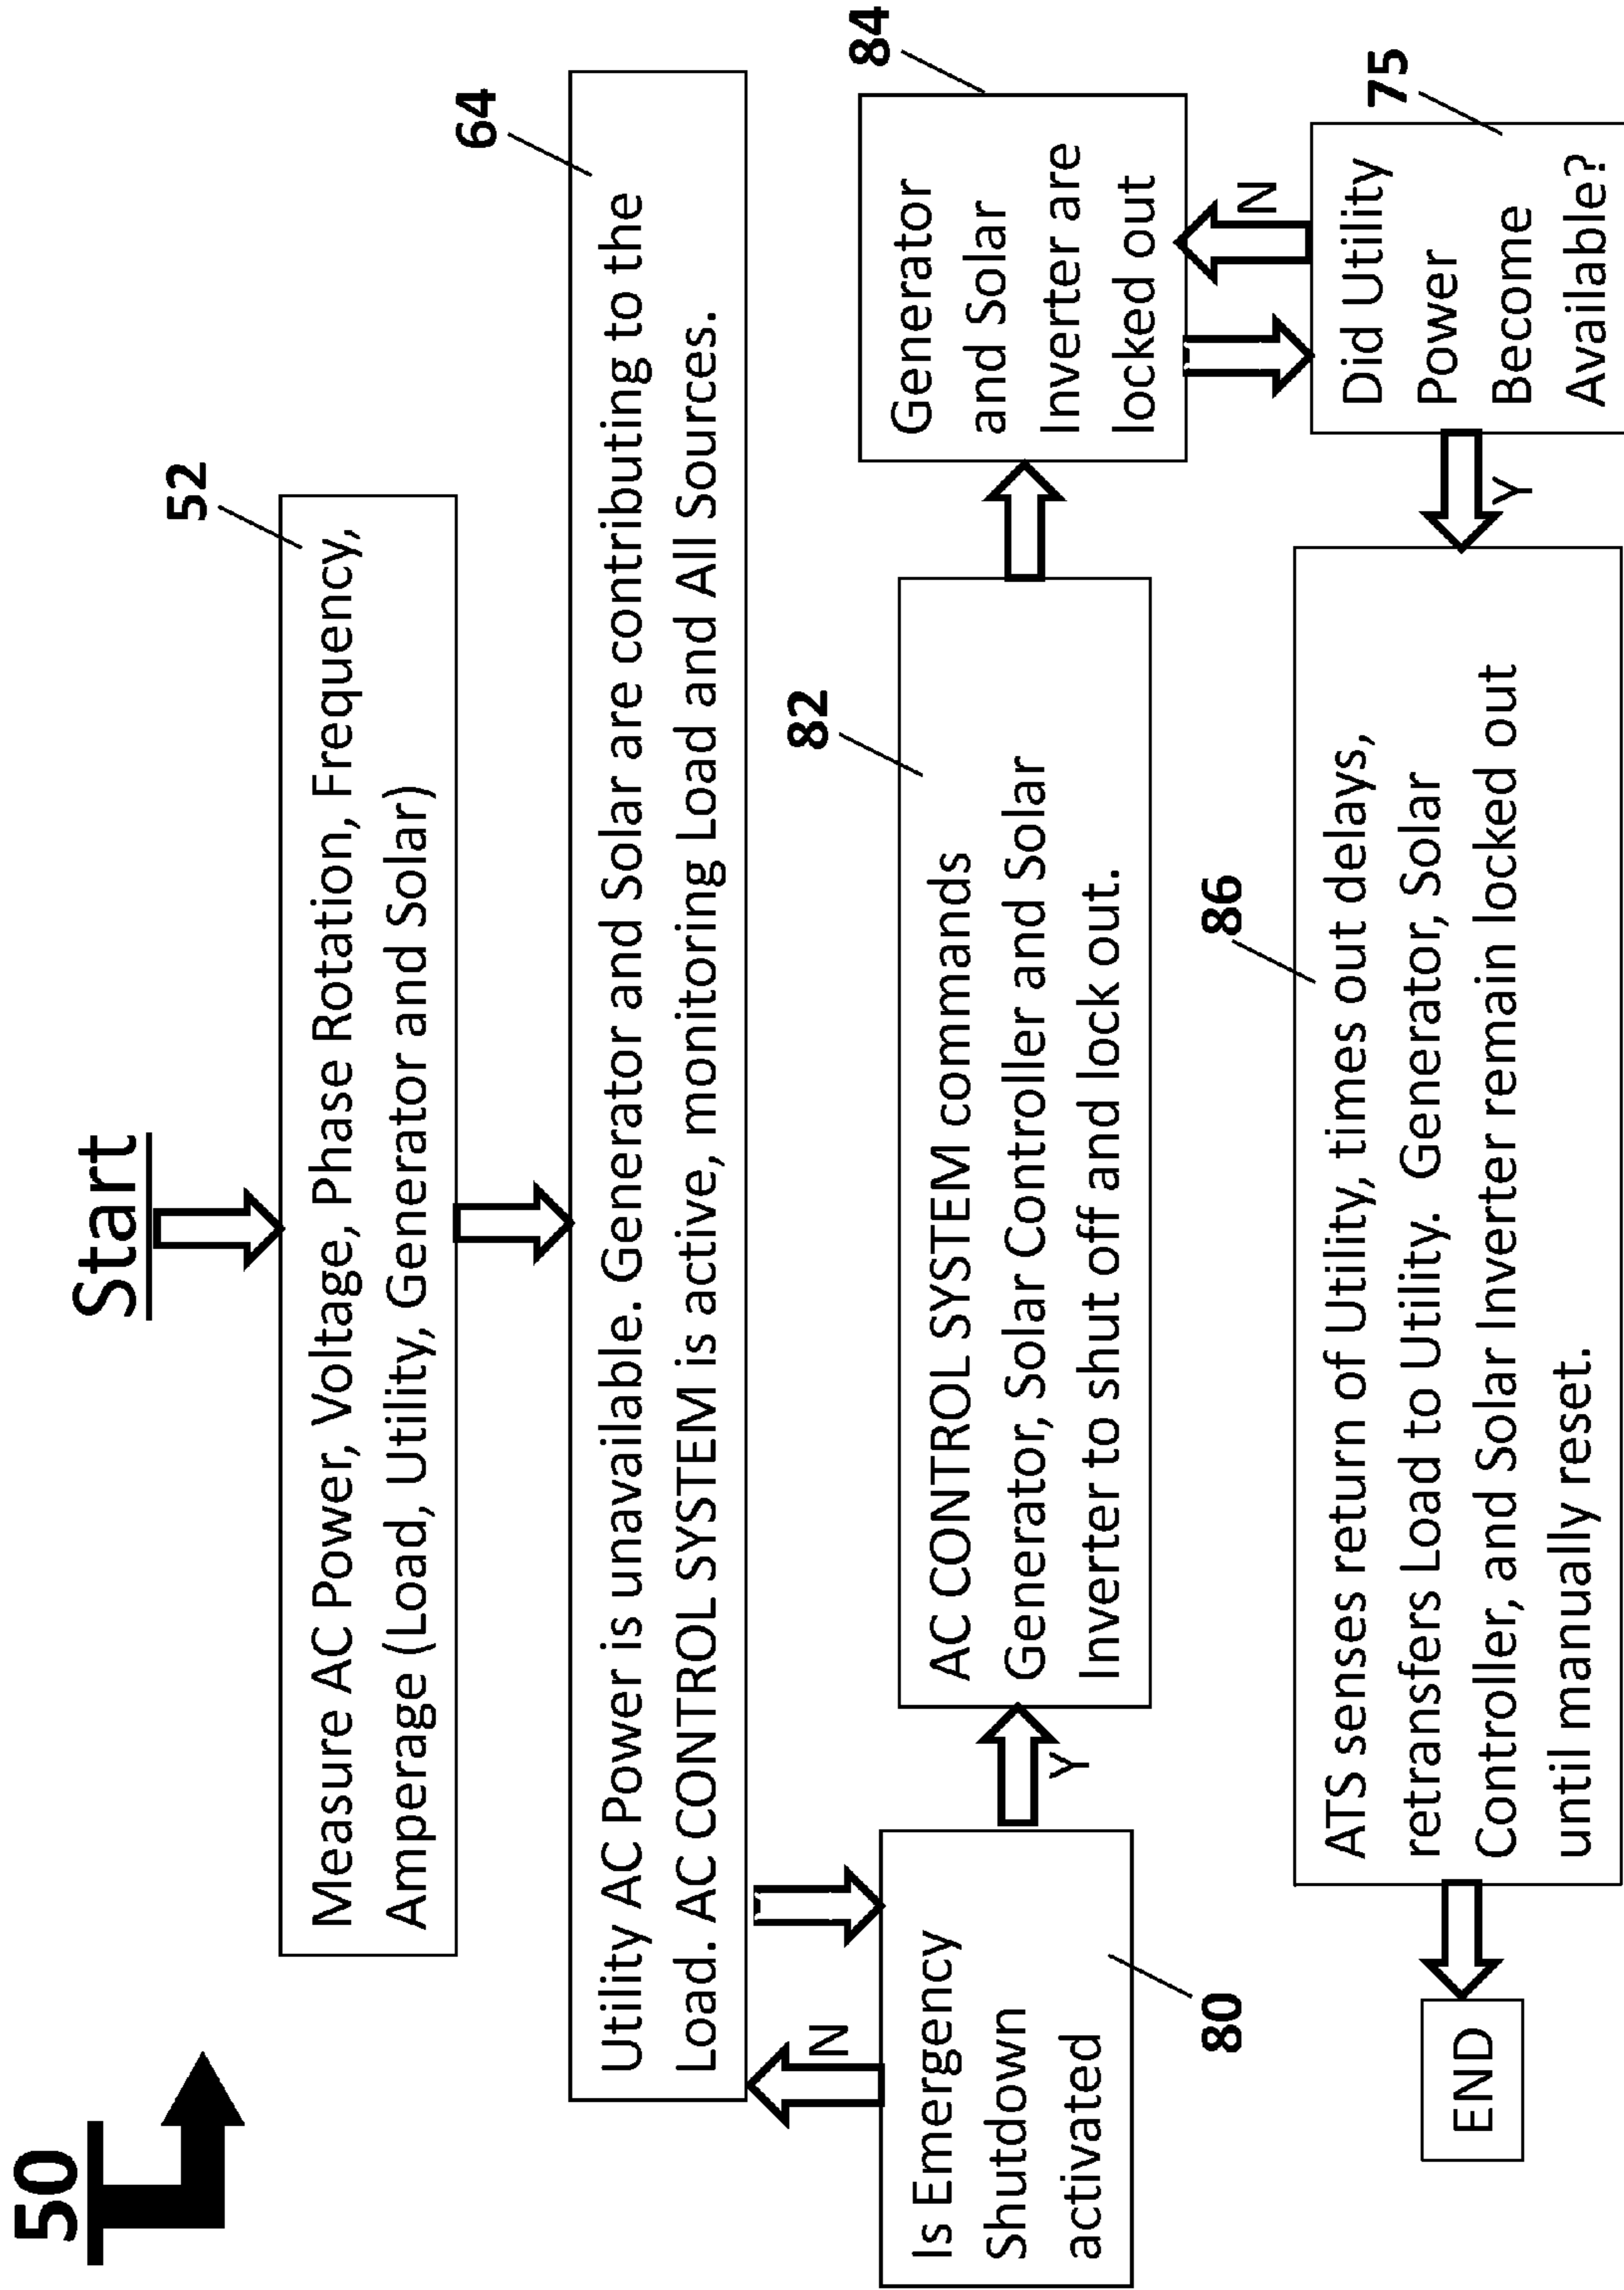 50
Start
52
Measure AC Power, Voltage, Phase Rotation, Frequency,
Amperage (Load, Utility, Generator and Solar)
64
Utility AC Power is unavailable. Generator and Solar are contributing to the
Load. AC CONTROL SYSTEM is active, monitoring Load and All Sources.
N
80
Is Emergency
Shutdown
activated
Y
82
AC CONTROL SYSTEM commands
Generator, Solar Controller and Solar
Inverter to shut off and lock out.
84
Generator
and Solar
Inverter are
locked out
N
75
Did Utility
Power
Become
Available?
Y
86
ATS senses return of Utility, times out delays,
retransfers Load to Utility. Generator, Solar
Controller, and Solar Inverter remain locked out
until manually reset.
END